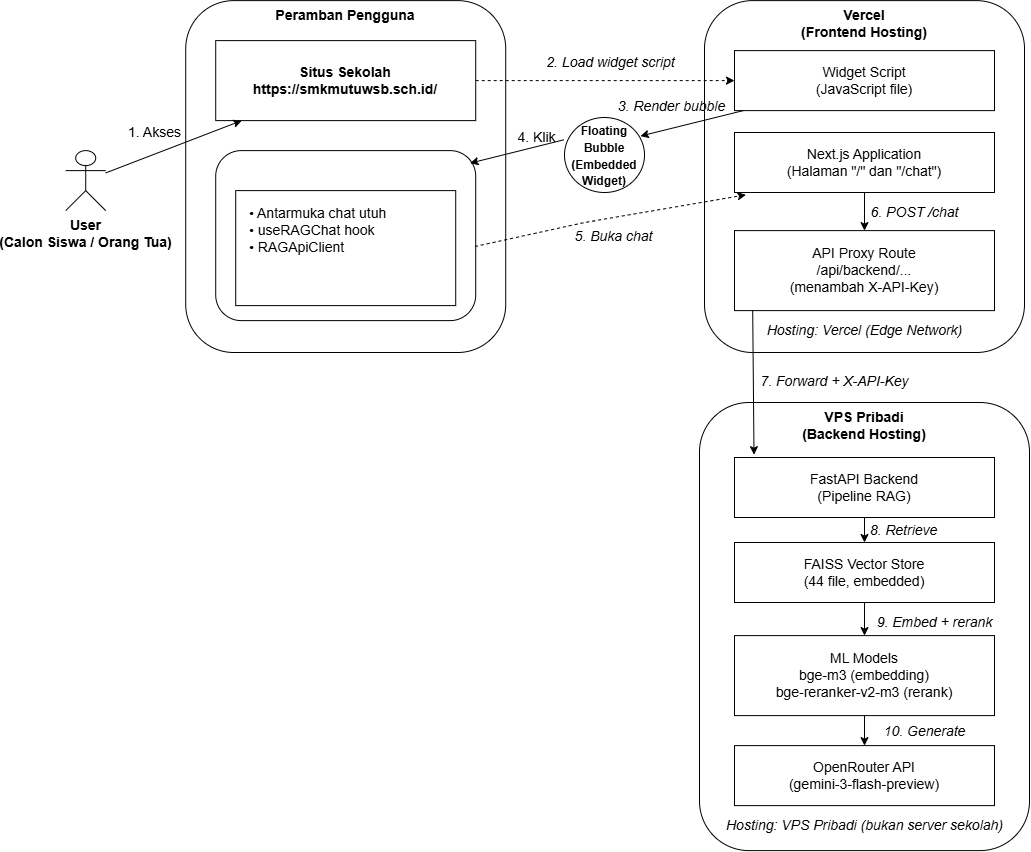 Peramban Pengguna
Situs Sekolah
https://smkmutuwsb.sch.id/
1. Akses
User
(Calon Siswa / Orang Tua)
• Antarmuka chat utuh
• useRAGChat hook
• RAGApiClient
2. Load widget script
3. Render bubble
4. Klik
Floating
Bubble
(Embedded
Widget)
5. Buka chat
Vercel
(Frontend Hosting)
Widget Script
(JavaScript file)
Next.js Application
(Halaman "/" dan "/chat")
6. POST /chat
API Proxy Route
/api/backend/...
(menambah X-API-Key)
Hosting: Vercel (Edge Network)
7. Forward + X-API-Key
VPS Pribadi
(Backend Hosting)
FastAPI Backend
(Pipeline RAG)
8. Retrieve
FAISS Vector Store
(44 file, embedded)
9. Embed + rerank
ML Models
bge-m3 (embedding)
bge-reranker-v2-m3 (rerank)
10. Generate
OpenRouter API
(gemini-3-flash-preview)
Hosting: VPS Pribadi (bukan server sekolah)